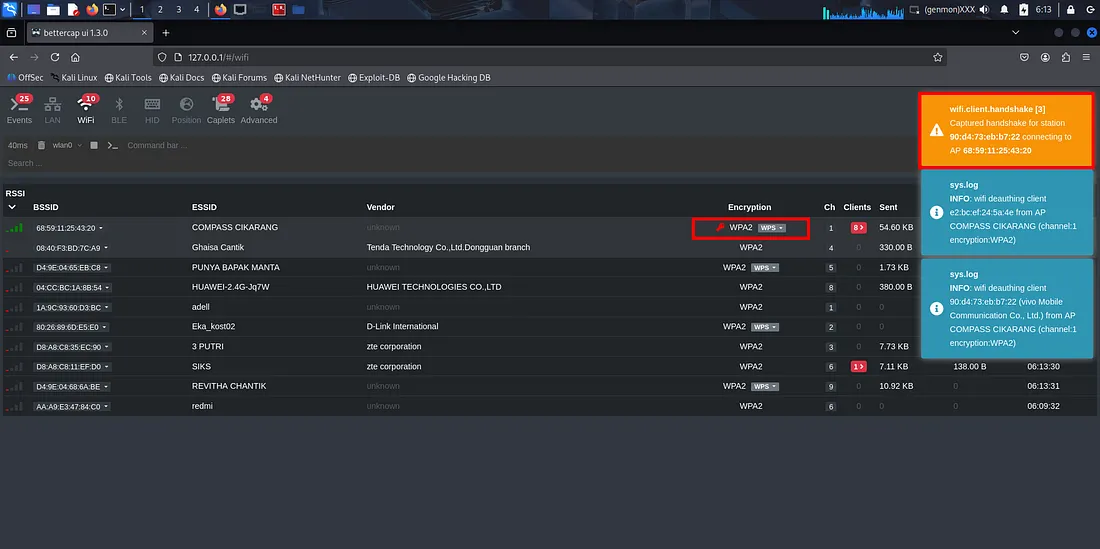 1 2 3 4 (genmon)XXX 6:13
bettercap ui 1.3.0
127.0.0.1/#/wifi
OffSec Kali Linux Kali Tools Kali Docs Kali Forums Kali NetHunter Exploit-DB Google Hacking DB
25 10 28 4
Events LAN WiFi BLE HID Position Caplets Advanced
40ms wlan0 Command bar ...
Search ...
wifi.client.handshake [3]
Captured handshake for station
90:d4:73:eb:b7:22 connecting to
AP 68:59:11:25:43:20
sys.log
INFO: wifi deauthing client
e2:bc:ef:24:5a:4e from AP
COMPASS CIKARANG (channel:1
encryption:WPA2)
sys.log
INFO: wifi deauthing client
90:d4:73:eb:b7:22 (vivo Mobile
Communication Co., Ltd.) from AP
COMPASS CIKARANG (channel:1
encryption:WPA2)
RSSI
BSSID ESSID Vendor Encryption Ch Clients Sent
68:59:11:25:43:20 COMPASS CIKARANG unknown WPA2 WPS 1 8 54.60 KB
08:40:F3:BD:7C:A9 Ghaisa Cantik Tenda Technology Co.,Ltd.Dongguan branch WPA2 4 0 330.00 B
D4:9E:04:65:EB:C8 PUNYA BAPAK MANTA unknown WPA2 WPS 5 0 1.73 KB
04:CC:BC:1A:8B:54 HUAWEI-2.4G-Jq7W HUAWEI TECHNOLOGIES CO.,LTD WPA2 8 0 380.00 B
1A:9C:93:60:D3:BC adell unknown WPA2 1 0 0
80:26:89:6D:E5:E0 Eka_kost02 D-Link International WPA2 WPS 2 0 0
D8:A8:C8:35:EC:90 3 PUTRI zte corporation WPA2 3 0 7.73 KB
D8:A8:C8:11:EF:D0 SIKS zte corporation WPA2 6 1 7.11 KB 138.00 B 06:13:30
D4:9E:04:68:6A:BE REVITHA CHANTIK unknown WPA2 WPS 9 0 10.92 KB 0 06:13:31
AA:A9:E3:47:84:C0 redmi unknown WPA2 6 0 0 0 06:09:32